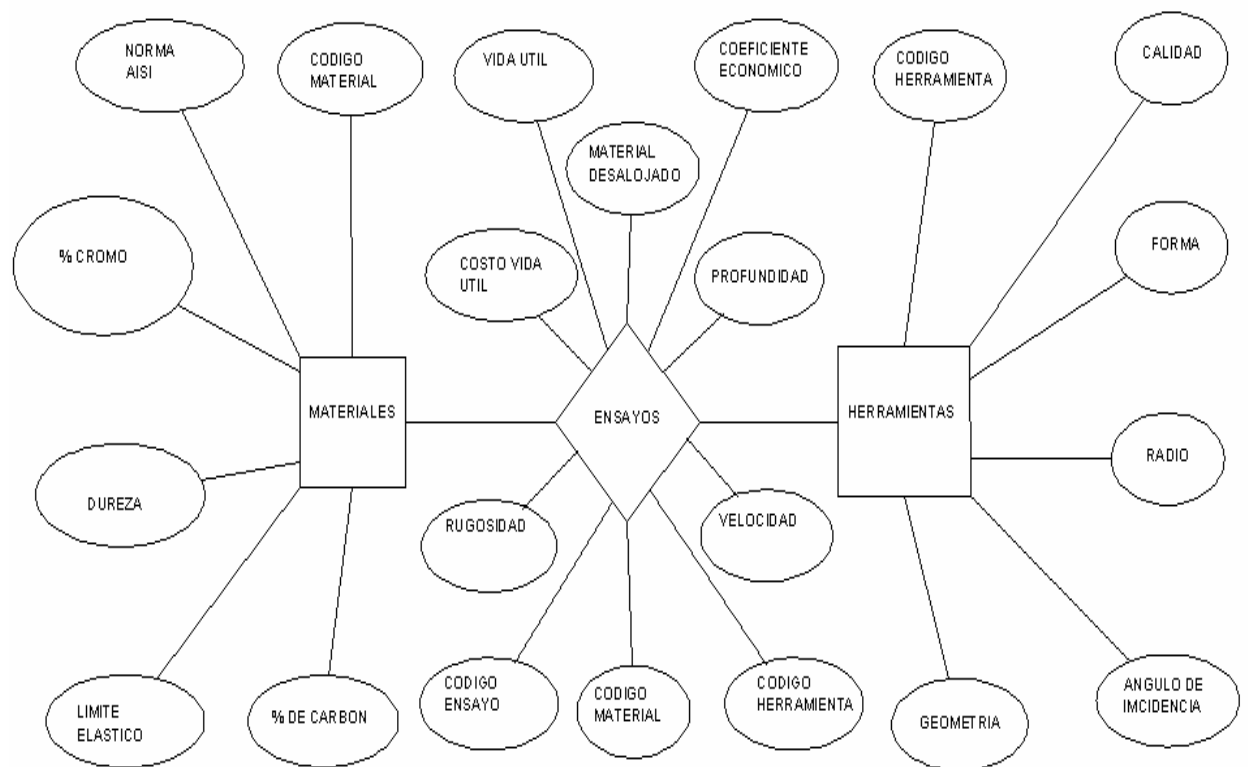 NORMA
AISI
CODIGO
MATERIAL
VIDA UTIL
COEFICIENTE
ECONOMICO
CODIGO
HERRAMIENTA
CALIDAD
MATERIAL
DESALOJADO
% CROMO
COSTO VIDA
UTIL
PROFUNDIDAD
FORMA
MATERIALES
ENSAYOS
HERRAMIENTAS
DUREZA
RUGOSIDAD
VELOCIDAD
RADIO
LIMITE
ELASTICO
% DE CARBON
CODIGO
ENSAYO
CODIGO
MATERIAL
CODIGO
HERRAMIENTA
GEOMETRIA
ANGULO DE
IMCIDENCIA